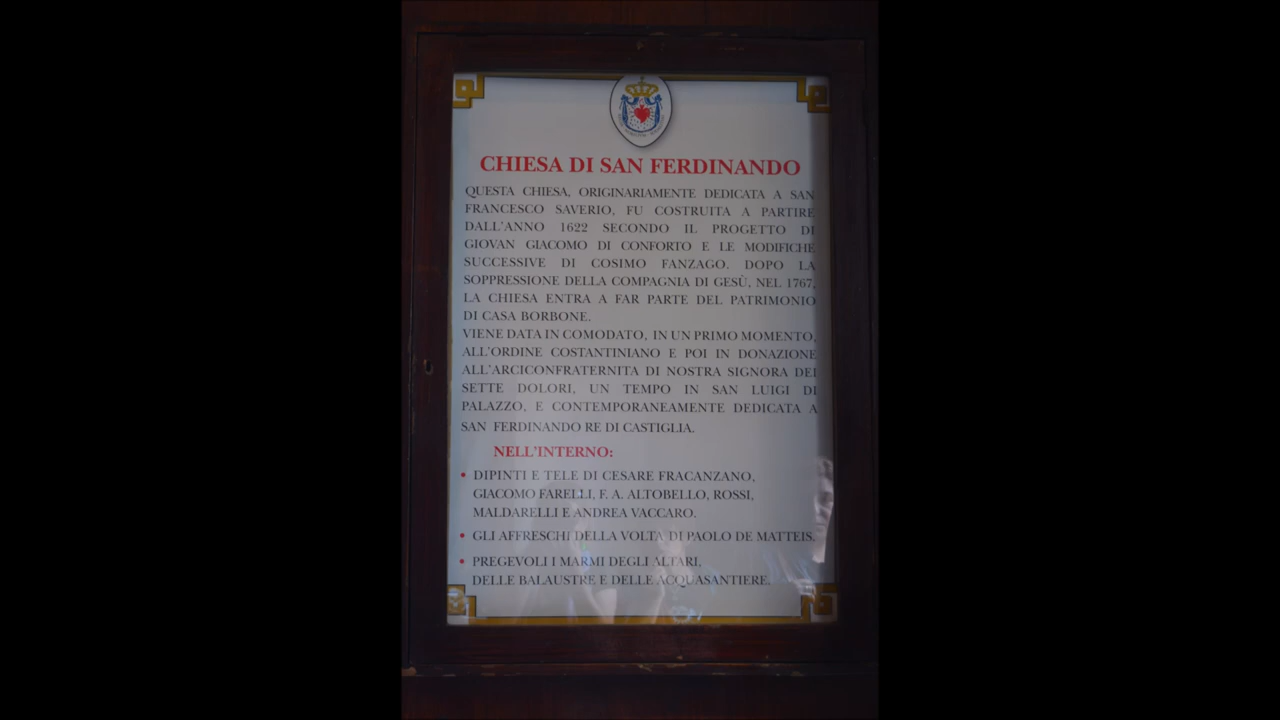 CHIESA DI SAN FERDINANDO
QUESTA CHIESA, ORIGINARIAMENTE DEDICATA A SAN
FRANCESCO SAVERIO, FU COSTRUITA A PARTIRE
DALL'ANNO 1622 SECONDO IL PROGETTO DI
GIOVAN GIACOMO DI CONFORTO E LE MODIFICHE
SUCCESSIVE DI COSIMO FANZAGO. DOPO LA
SOPPRESSIONE DELLA COMPAGNIA DI GESÙ, NEL 1767,
LA CHIESA ENTRA A FAR PARTE DEL PATRIMONIO
DI CASA BORBONE.
VIENE DATA IN COMODATO, IN UN PRIMO MOMENTO,
ALL'ORDINE COSTANTINIANO E POI IN DONAZIONE
ALL'ARCICONFRATERNITA DI NOSTRA SIGNORA DEI
SETTE DOLORI, UN TEMPO IN SAN LUIGI DI
PALAZZO, E CONTEMPORANEAMENTE DEDICATA A
SAN FERDINANDO RE DI CASTIGLIA.
NELL'INTERNO:
• DIPINTI E TELE DI CESARE FRACANZANO,
GIACOMO FARELLI, F. A. ALTOBELLO, ROSSI,
MALDARELLI E ANDREA VACCARO.
• GLI AFFRESCHI DELLA VOLTA DI PAOLO DE MATTEIS.
• PREGEVOLI I MARMI DEGLI ALTARI,
DELLE BALAUSTRE E DELLE ACQUASANTIERE.